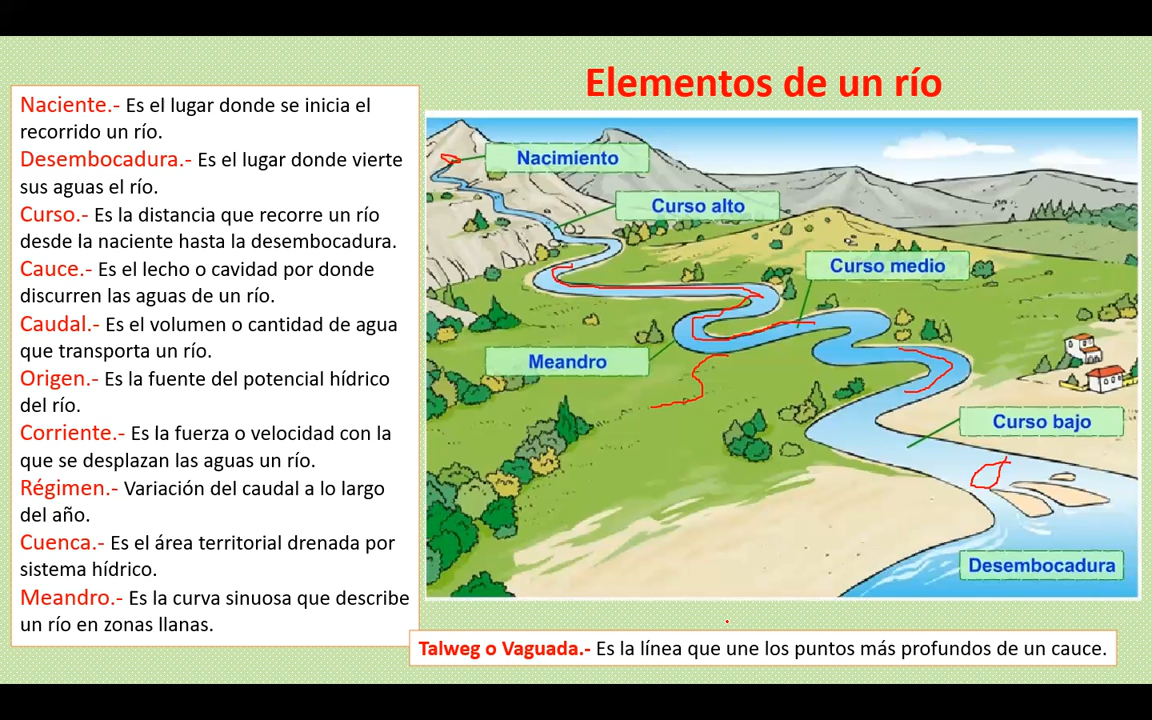 Elementos de un río
Naciente.- Es el lugar donde se inicia el
recorrido un río.
Desembocadura.- Es el lugar donde vierte
sus aguas el río.
Curso.- Es la distancia que recorre un río
desde la naciente hasta la desembocadura.
Cauce.- Es el lecho o cavidad por donde
discurren las aguas de un río.
Caudal.- Es el volumen o cantidad de agua
que transporta un río.
Origen.- Es la fuente del potencial hídrico
del río.
Corriente.- Es la fuerza o velocidad con la
que se desplazan las aguas un río.
Régimen.- Variación del caudal a lo largo
del año.
Cuenca.- Es el área territorial drenada por
sistema hídrico.
Meandro.- Es la curva sinuosa que describe
un río en zonas llanas.
Nacimiento
Curso alto
Curso medio
Meandro
Curso bajo
Desembocadura
Talweg o Vaguada.- Es la línea que une los puntos más profundos de un cauce.